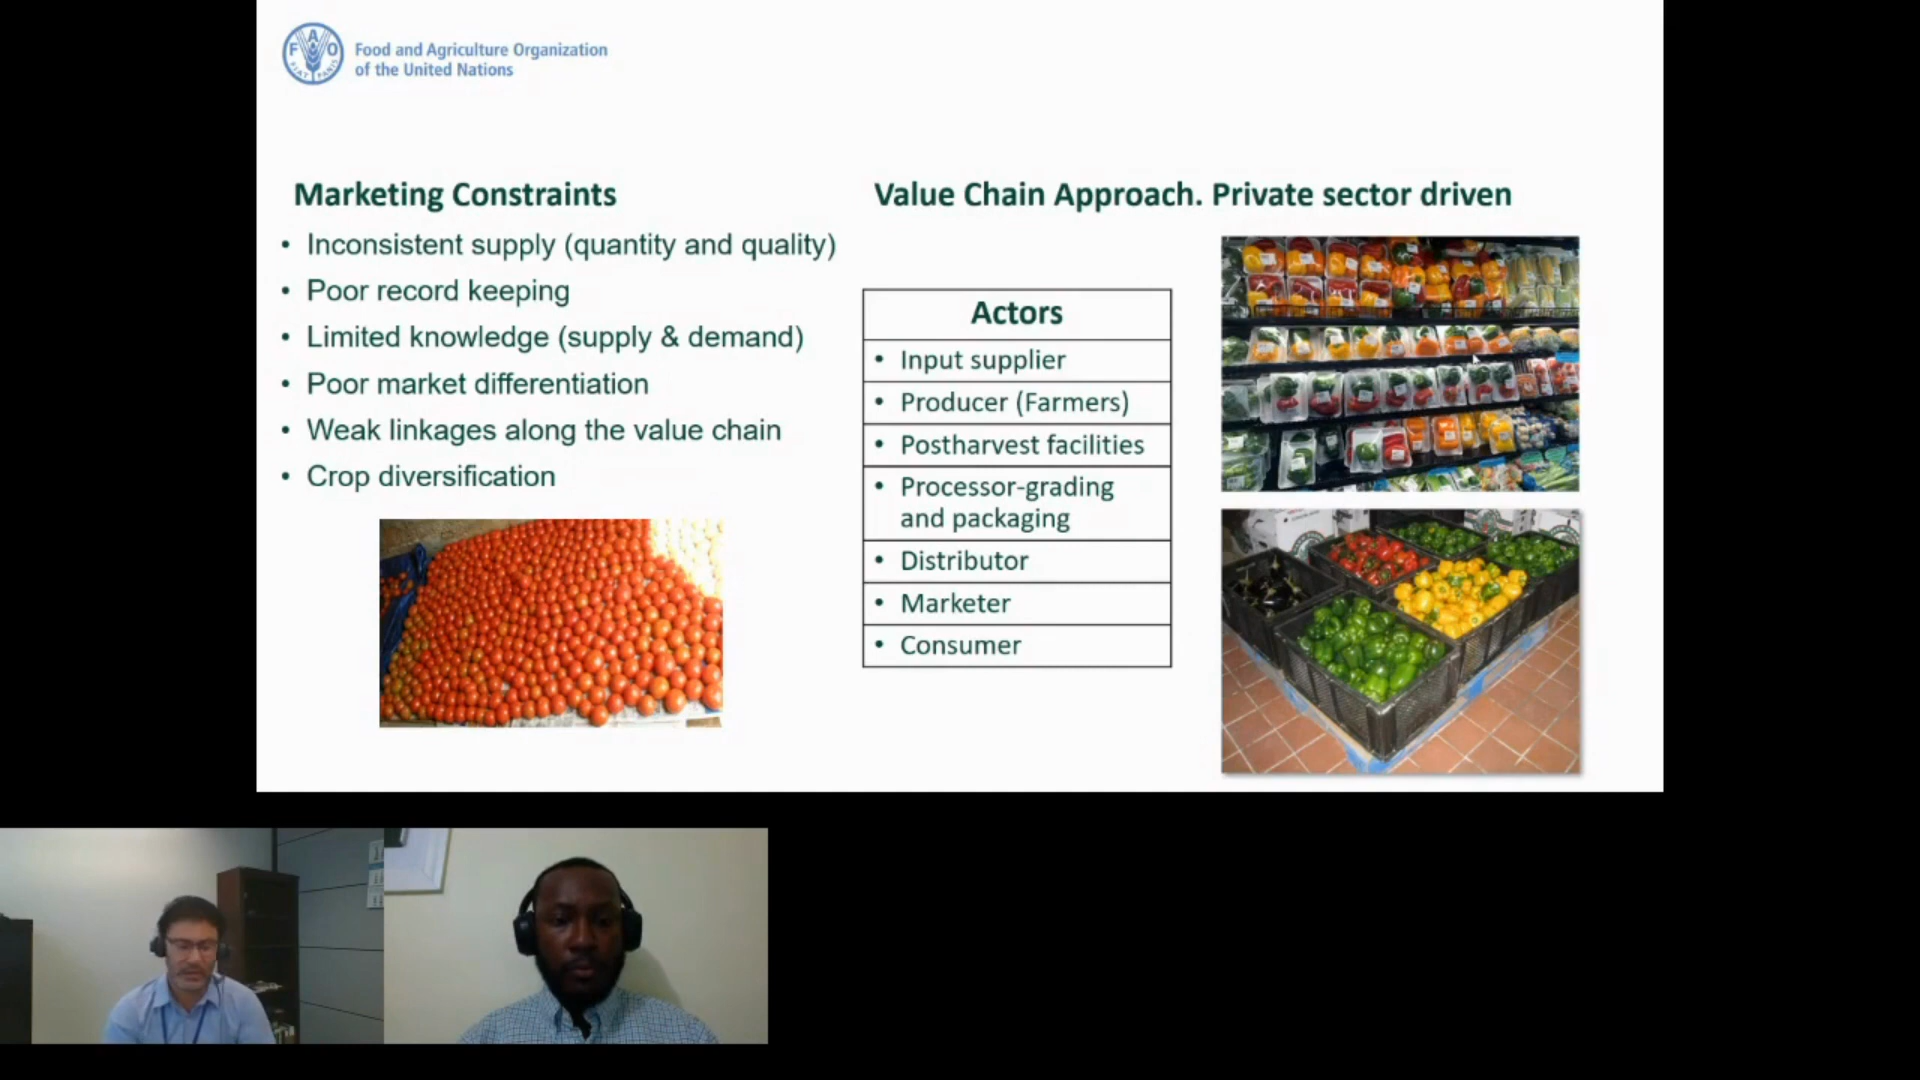 F A O
FIAT PANIS
Food and Agriculture Organization
of the United Nations
Marketing Constraints
• Inconsistent supply (quantity and quality)
• Poor record keeping
• Limited knowledge (supply & demand)
• Poor market differentiation
• Weak linkages along the value chain
• Crop diversification
Value Chain Approach. Private sector driven
Actors
• Input supplier
• Producer (Farmers)
• Postharvest facilities
• Processor-grading
and packaging
• Distributor
• Marketer
• Consumer